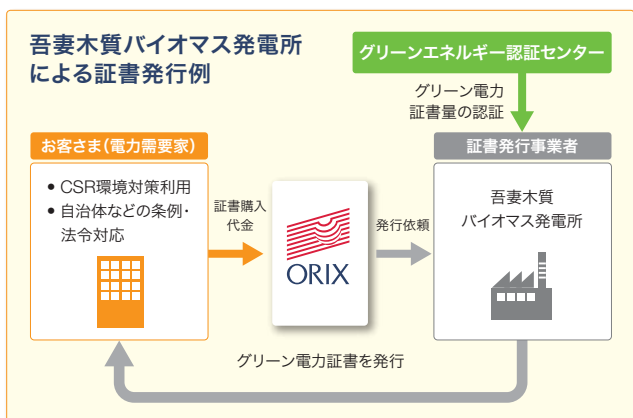 吾妻木質バイオマス発電所
による証書発行例
グリーンエネルギー認証センター
グリーン電力
証書量の認証
お客さま(電力需要家)
• CSR環境対策利用
• 自治体などの条例・
法令対応
証書購入
代金
ORIX
発行依頼
証書発行事業者
吾妻木質
バイオマス発電所
グリーン電力証書を発行